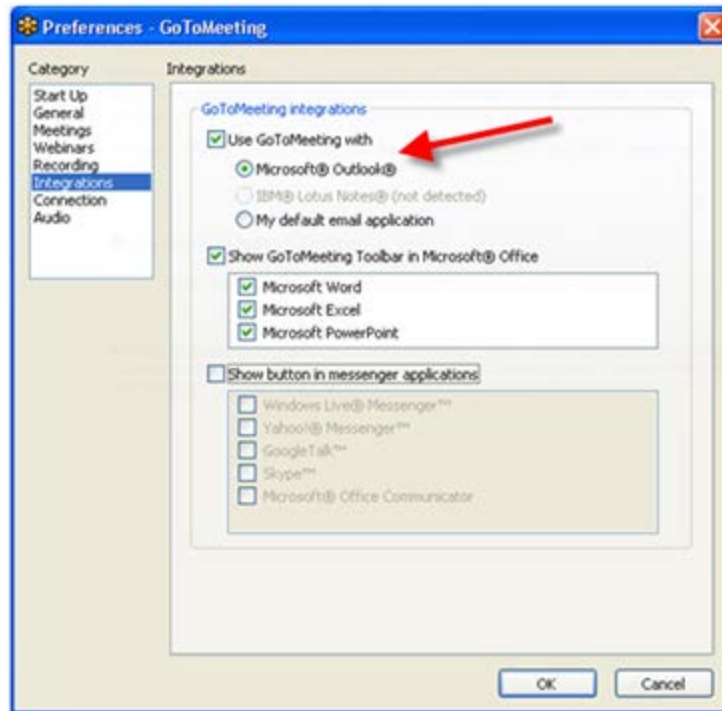 Preferences - GoToMeeting
Category
Integrations
Start Up
General
Meetings
Webinars
Recording
Integrations
Connection
Audio
GoToMeeting integrations
Use GoToMeeting with
Microsoft® Outlook®
IBM® Lotus Notes® (not detected)
My default email application
Show GoToMeeting Toolbar in Microsoft® Office
Microsoft Word
Microsoft Excel
Microsoft PowerPoint
Show button in messenger applications
Windows Live® Messenger™
Yahoo!® Messenger™
GoogleTalk™
Skype™
Microsoft® Office Communicator
OK
Cancel